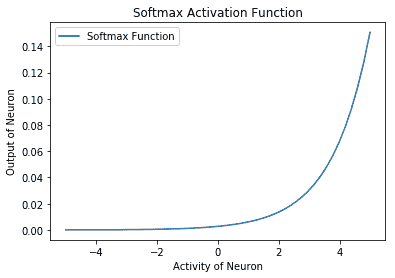 Softmax Activation Function
Softmax Function
Output of Neuron
0.14
0.12
0.10
0.08
0.06
0.04
0.02
0.00
−4 −2 0 2 4
Activity of Neuron